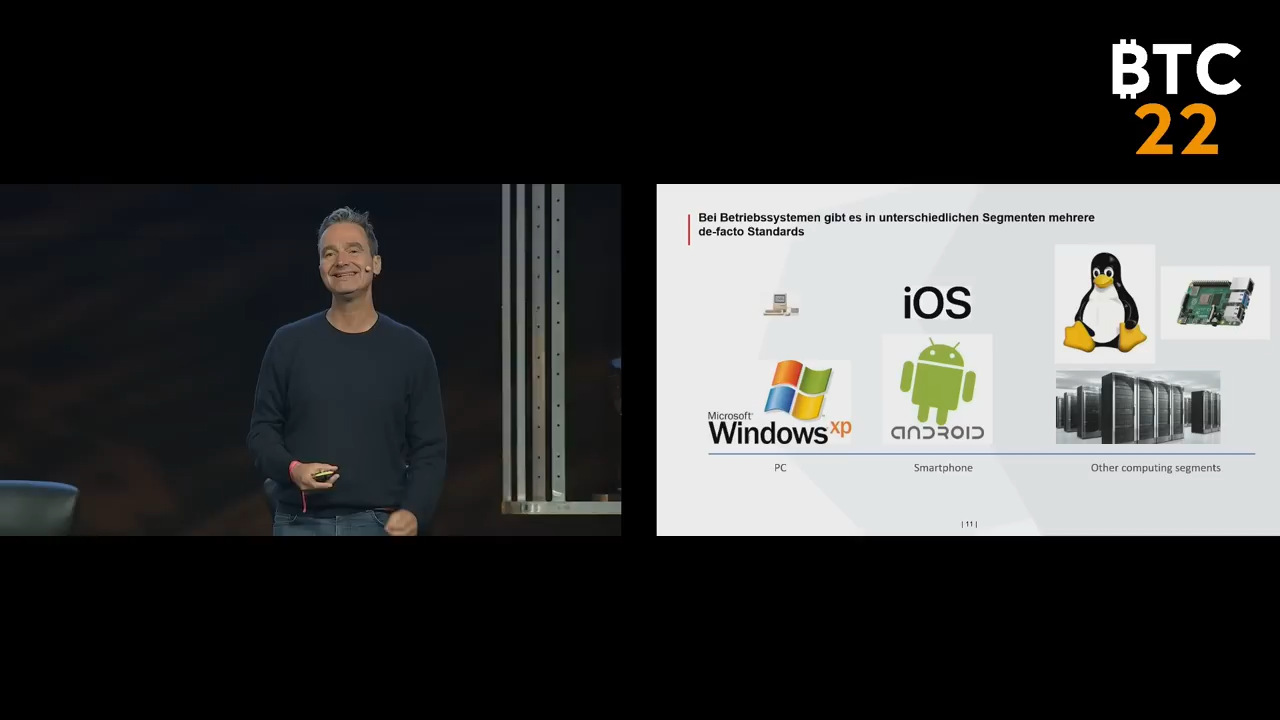 BTC
22
Bei Betriebssystemen gibt es in unterschiedlichen Segmenten mehrere
de-facto Standards
iOS
Microsoft
Windows xp
ANDROID
PC
Smartphone
Other computing segments
| 11 |